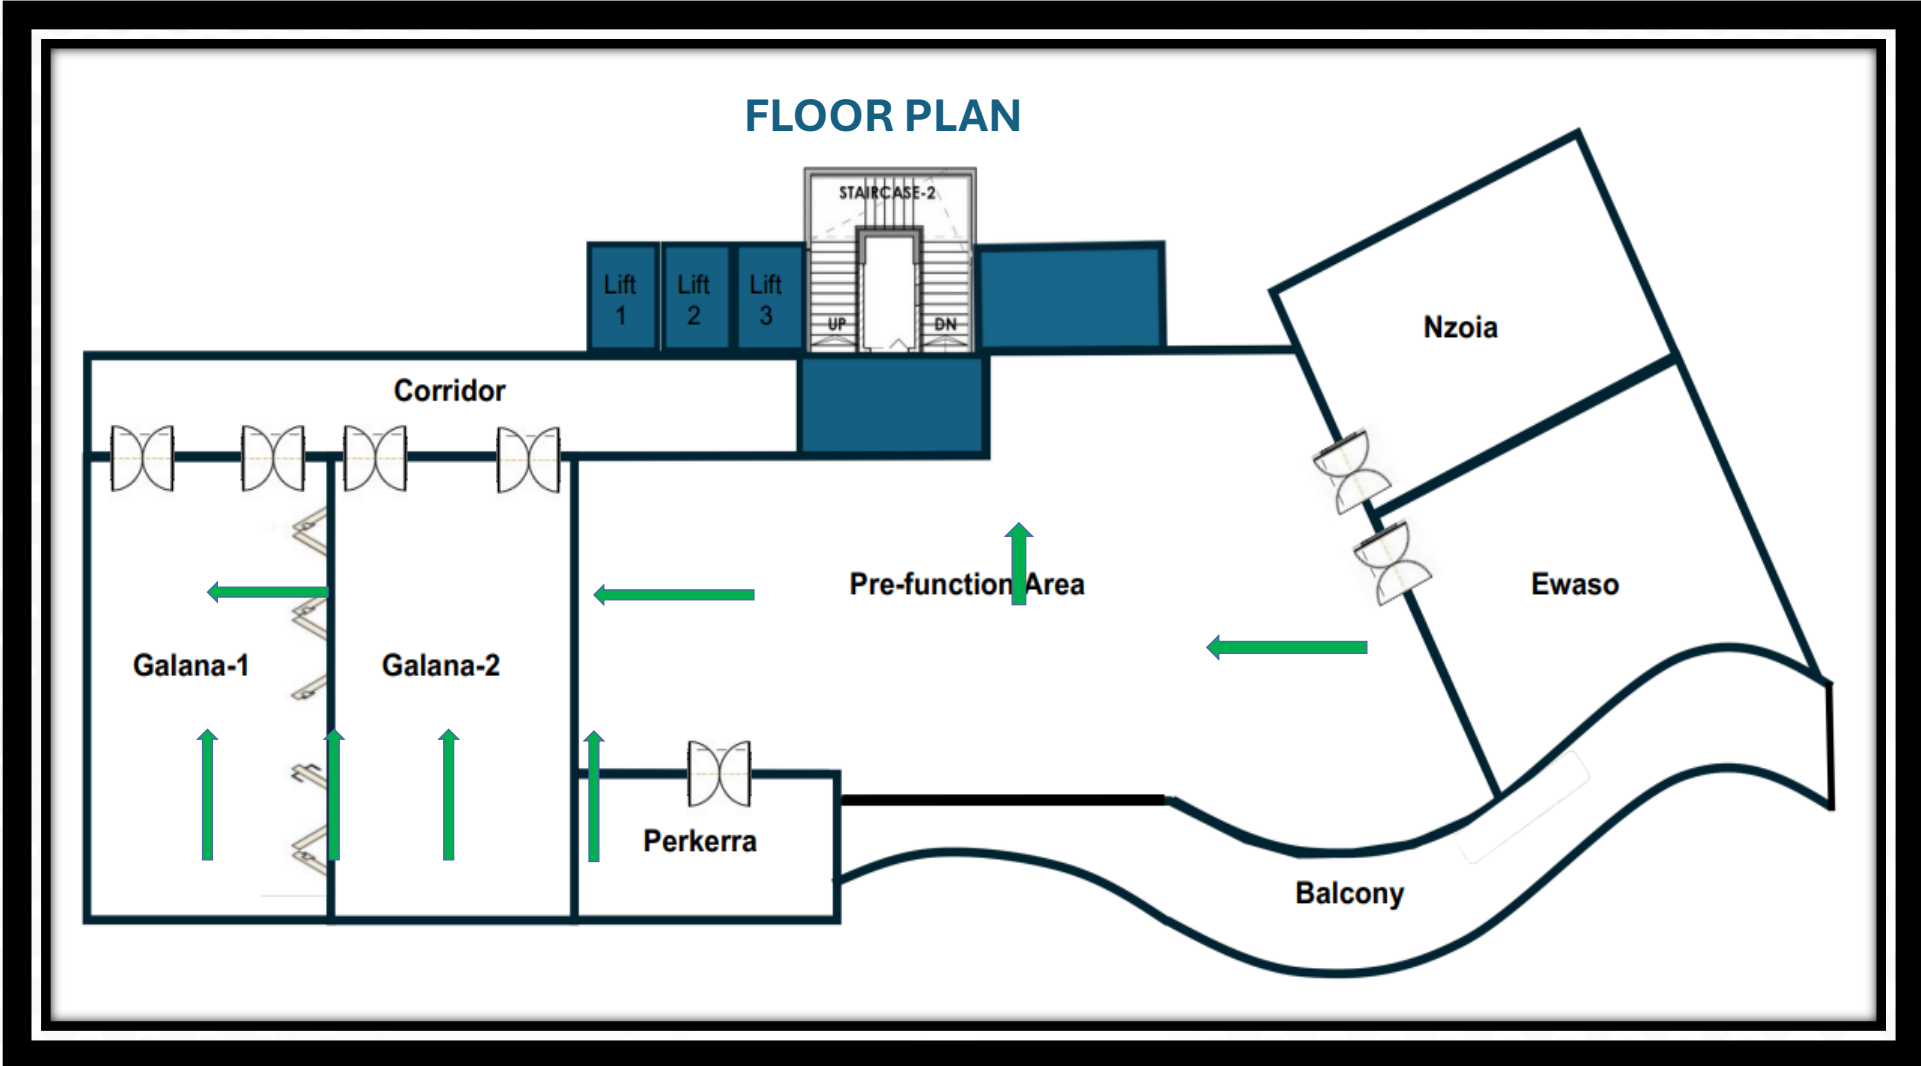 FLOOR PLAN
STAIRCASE-2
Lift
1
Lift
2
Lift
3
UP
DN
Nzoia
Corridor
Pre-function Area
Ewaso
Galana-1
Galana-2
Perkerra
Balcony